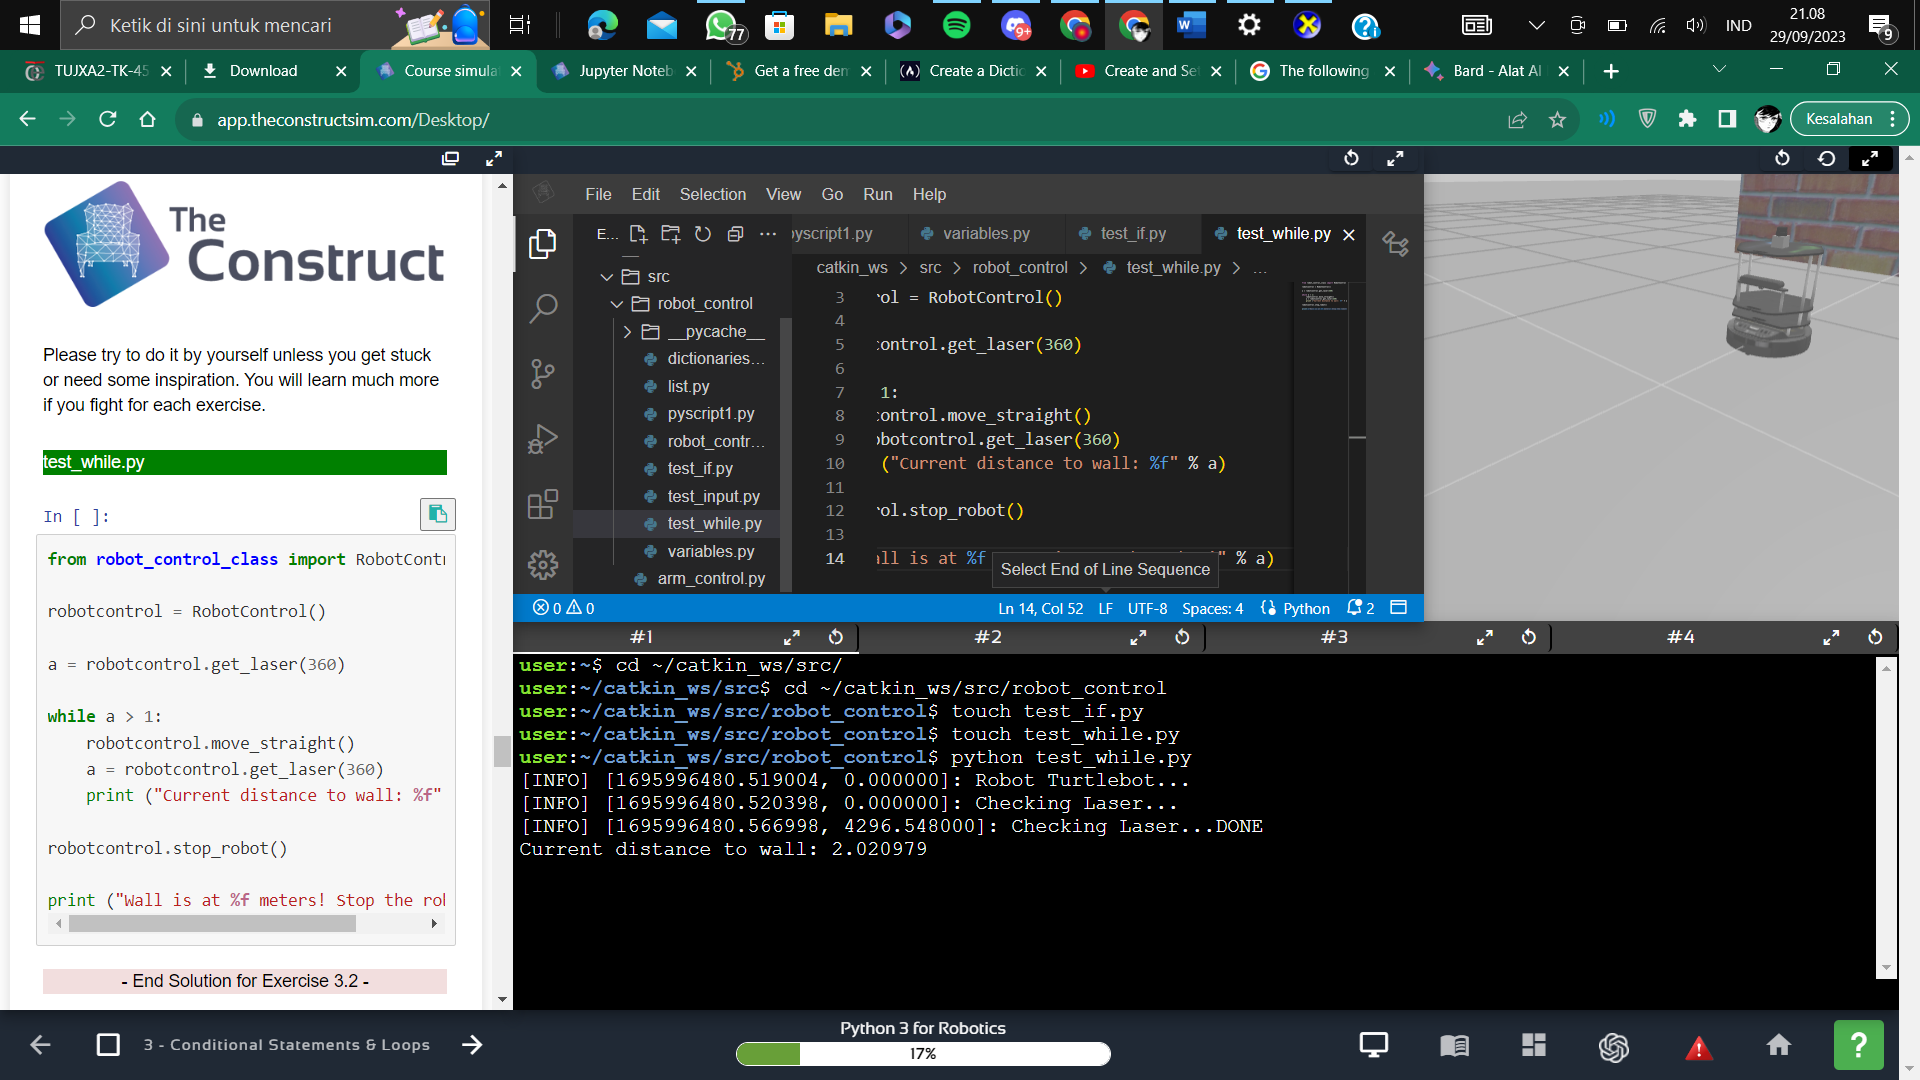 Ketik di sini untuk mencari
77
9+
IND
21.08
29/09/2023
9
TUJXA2-TK-45
Download
Course simula
Jupyter Noteb
Get a free dem
Create a Dictio
Create and Se
The following
Bard - Alat AI
app.theconstructsim.com/Desktop/
Kesalahan
The
Construct
Please try to do it by yourself unless you get stuck
or need some inspiration. You will learn much more
if you fight for each exercise.
test_while.py
In [ ]:
from robot_control_class import RobotContr
robotcontrol = RobotControl()
a = robotcontrol.get_laser(360)
while a > 1:
robotcontrol.move_straight()
a = robotcontrol.get_laser(360)
print ("Current distance to wall: %f"
robotcontrol.stop_robot()
print ("Wall is at %f meters! Stop the rob
- End Solution for Exercise 3.2 -
File Edit Selection View Go Run Help
E...
src
robot_control
__pycache__
dictionaries...
list.py
pyscript1.py
robot_contr...
test_if.py
test_input.py
test_while.py
variables.py
arm_control.py
pyscript1.py
variables.py
test_if.py
test_while.py
catkin_ws > src > robot_control > test_while.py > ...
3 rol = RobotControl()
4
5 control.get_laser(360)
6
7 1:
8 control.move_straight()
9 obotcontrol.get_laser(360)
10 ("Current distance to wall: %f" % a)
11
12 rol.stop_robot()
13
14 all is at %f " % a)
Select End of Line Sequence
0 0
Ln 14, Col 52 LF UTF-8 Spaces: 4 Python 2
#1 #2 #3 #4
user:~$ cd ~/catkin_ws/src/
user:~/catkin_ws/src$ cd ~/catkin_ws/src/robot_control
user:~/catkin_ws/src/robot_control$ touch test_if.py
user:~/catkin_ws/src/robot_control$ touch test_while.py
user:~/catkin_ws/src/robot_control$ python test_while.py
[INFO] [1695996480.519004, 0.000000]: Robot Turtlebot...
[INFO] [1695996480.520398, 0.000000]: Checking Laser...
[INFO] [1695996480.566998, 4296.548000]: Checking Laser...DONE
Current distance to wall: 2.020979
3 - Conditional Statements & Loops
Python 3 for Robotics
17%
?